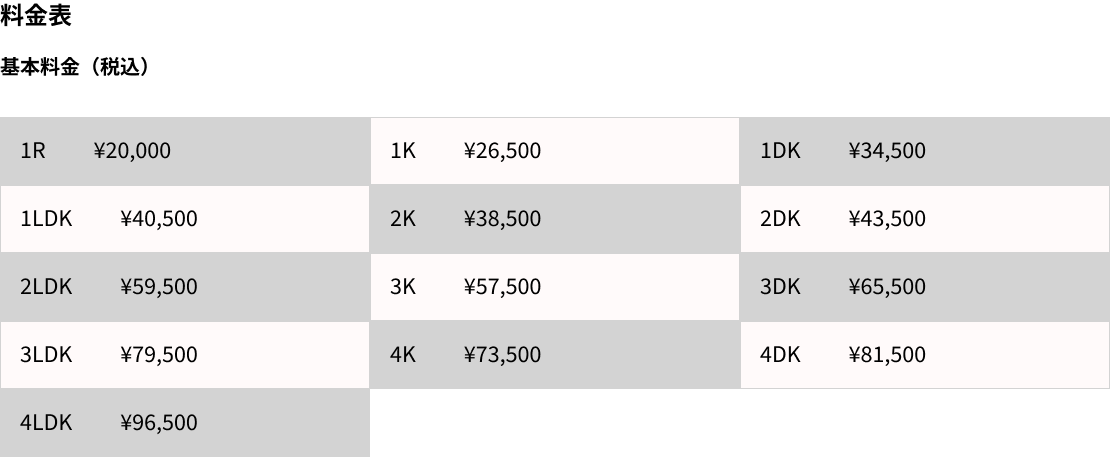 料金表
基本料金（税込）
1R ¥20,000 1K ¥26,500 1DK ¥34,500
1LDK ¥40,500 2K ¥38,500 2DK ¥43,500
2LDK ¥59,500 3K ¥57,500 3DK ¥65,500
3LDK ¥79,500 4K ¥73,500 4DK ¥81,500
4LDK ¥96,500